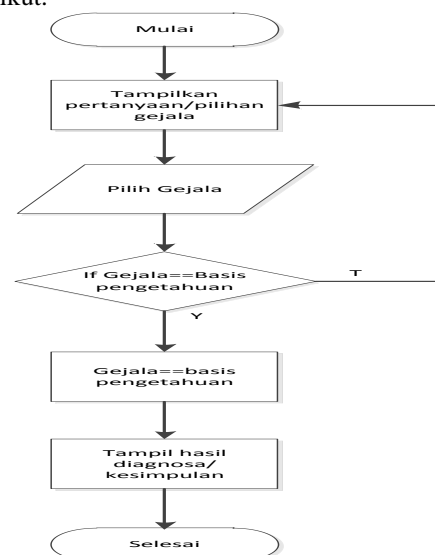 ikut:
Mulai
Tampilkan
pertanyaan/pilihan
gejala
Pilih Gejala
If Gejala==Basis
pengetahuan
T
Y
Gejala==basis
pengetahuan
Tampil hasil
diagnosa/
kesimpulan
Selesai